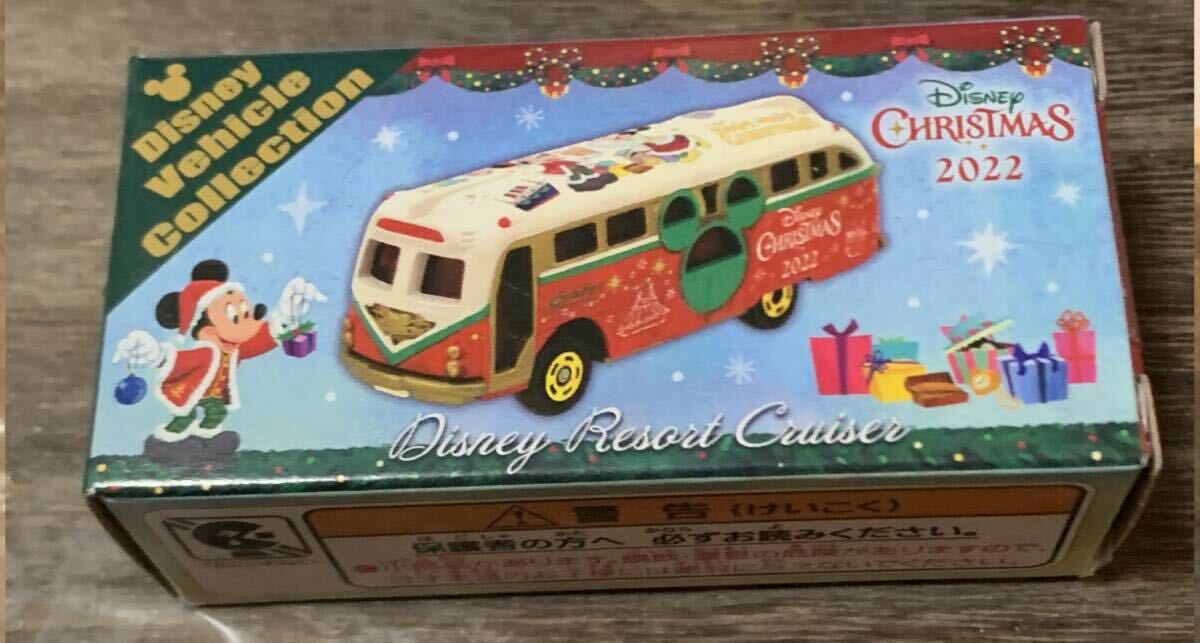 Disney
Vehicle
Collection
Disney
CHRISTMAS
2022
Disney
CHRISTMAS
2022
Disney Resort Cruiser
警告(けいこく)
保護者の方へ 必ずお読みください。